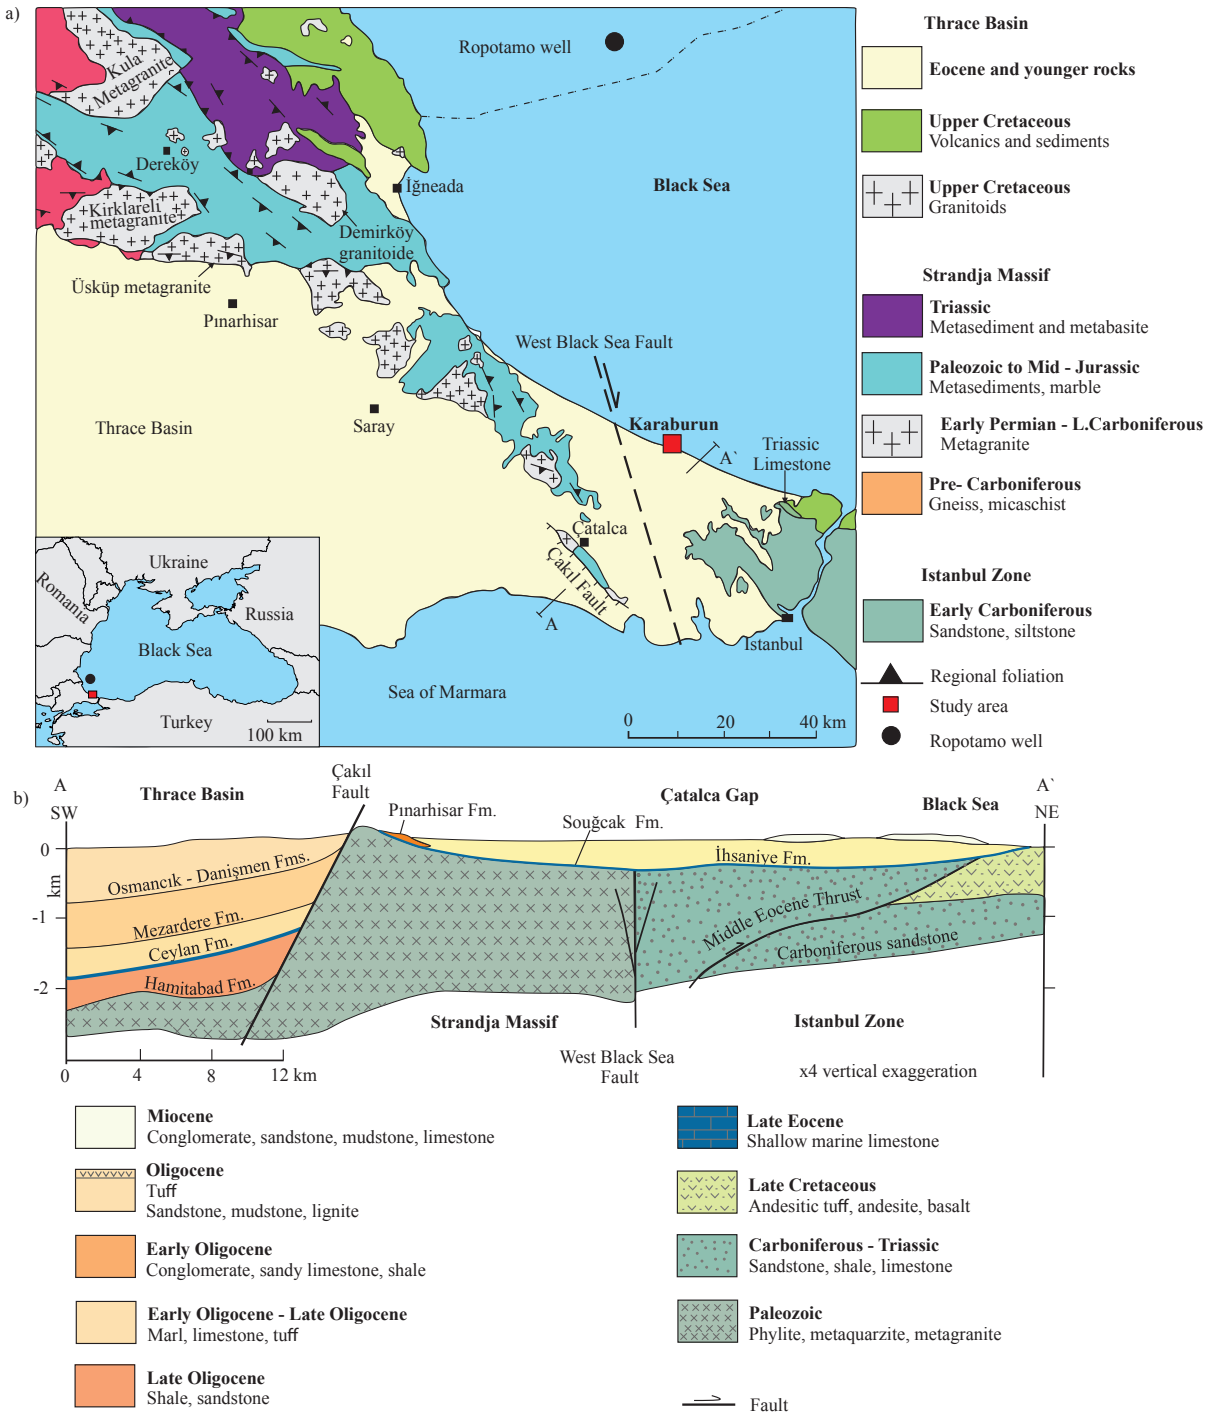 a)
Ropotamo well
Kula
Metagranite
Dereköy
Kirklareli
metagranite
İğneada
Black Sea
Demirköy
granitoide
Üsküp metagranite
Pınarhisar
West Black Sea Fault
Saray
Thrace Basin
Karaburun
A`
Triassic
Limestone
Çatalca
Çakıl Fault
A
Istanbul
Sea of Marmara
0 20 40 km
Ukraine
Romania
Russia
Black Sea
Turkey
100 km
Thrace Basin
Eocene and younger rocks
Upper Cretaceous
Volcanics and sediments
Upper Cretaceous
Granitoids
Strandja Massif
Triassic
Metasediment and metabasite
Paleozoic to Mid - Jurassic
Metasediments, marble
Early Permian - L.Carboniferous
Metagranite
Pre- Carboniferous
Gneiss, micaschist
Istanbul Zone
Early Carboniferous
Sandstone, siltstone
Regional foliation
Study area
Ropotamo well
b)
A
SW
Thrace Basin
Çakıl
Fault
Pınarhisar Fm.
Souğcak Fm.
Çatalca Gap
Black Sea
A`
NE
0
km
-1
-2
Osmancık - Danişmen Fms.
Mezardere Fm.
Ceylan Fm.
Hamitabad Fm.
İhsaniye Fm.
Middle Eocene Thrust
Carboniferous sandstone
Strandja Massif
Istanbul Zone
West Black Sea
Fault
x4 vertical exaggeration
0 4 8 12 km
Miocene
Conglomerate, sandstone, mudstone, limestone
Oligocene
Tuff
Sandstone, mudstone, lignite
Early Oligocene
Conglomerate, sandy limestone, shale
Early Oligocene - Late Oligocene
Marl, limestone, tuff
Late Oligocene
Shale, sandstone
Late Eocene
Shallow marine limestone
Late Cretaceous
Andesitic tuff, andesite, basalt
Carboniferous - Triassic
Sandstone, shale, limestone
Paleozoic
Phylite, metaquarzite, metagranite
Fault